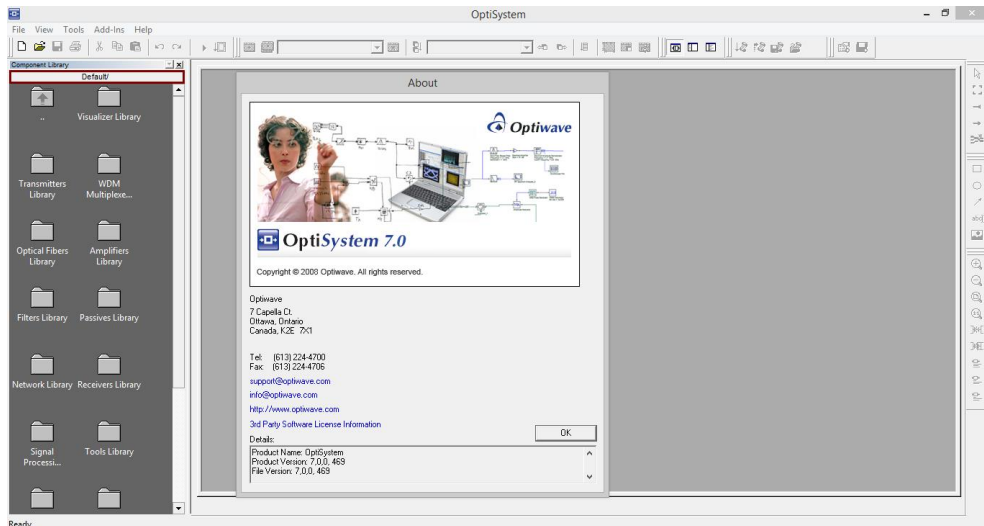 OptiSystem
File View Tools Add-Ins Help
Component Library
Default/
..
Visualizer Library
Transmitters
Library
WDM
Multiplexe...
Optical Fibers
Library
Amplifiers
Library
Filters Library
Passives Library
Network Library
Receivers Library
Signal
Processi...
Tools Library
About
Optiwave
OptiSystem 7.0
Copyright © 2008 Optiwave. All rights reserved.
Optiwave
7 Capella Ct.
Ottawa, Ontario
Canada, K2E 7X1
Tel: (613) 224-4700
Fax: (613) 224-4706
support@optiwave.com
info@optiwave.com
http://www.optiwave.com
3rd Party Software License Information
OK
Details:
Product Name: OptiSystem
Product Version: 7,0,0, 469
File Version: 7,0,0, 469
Ready